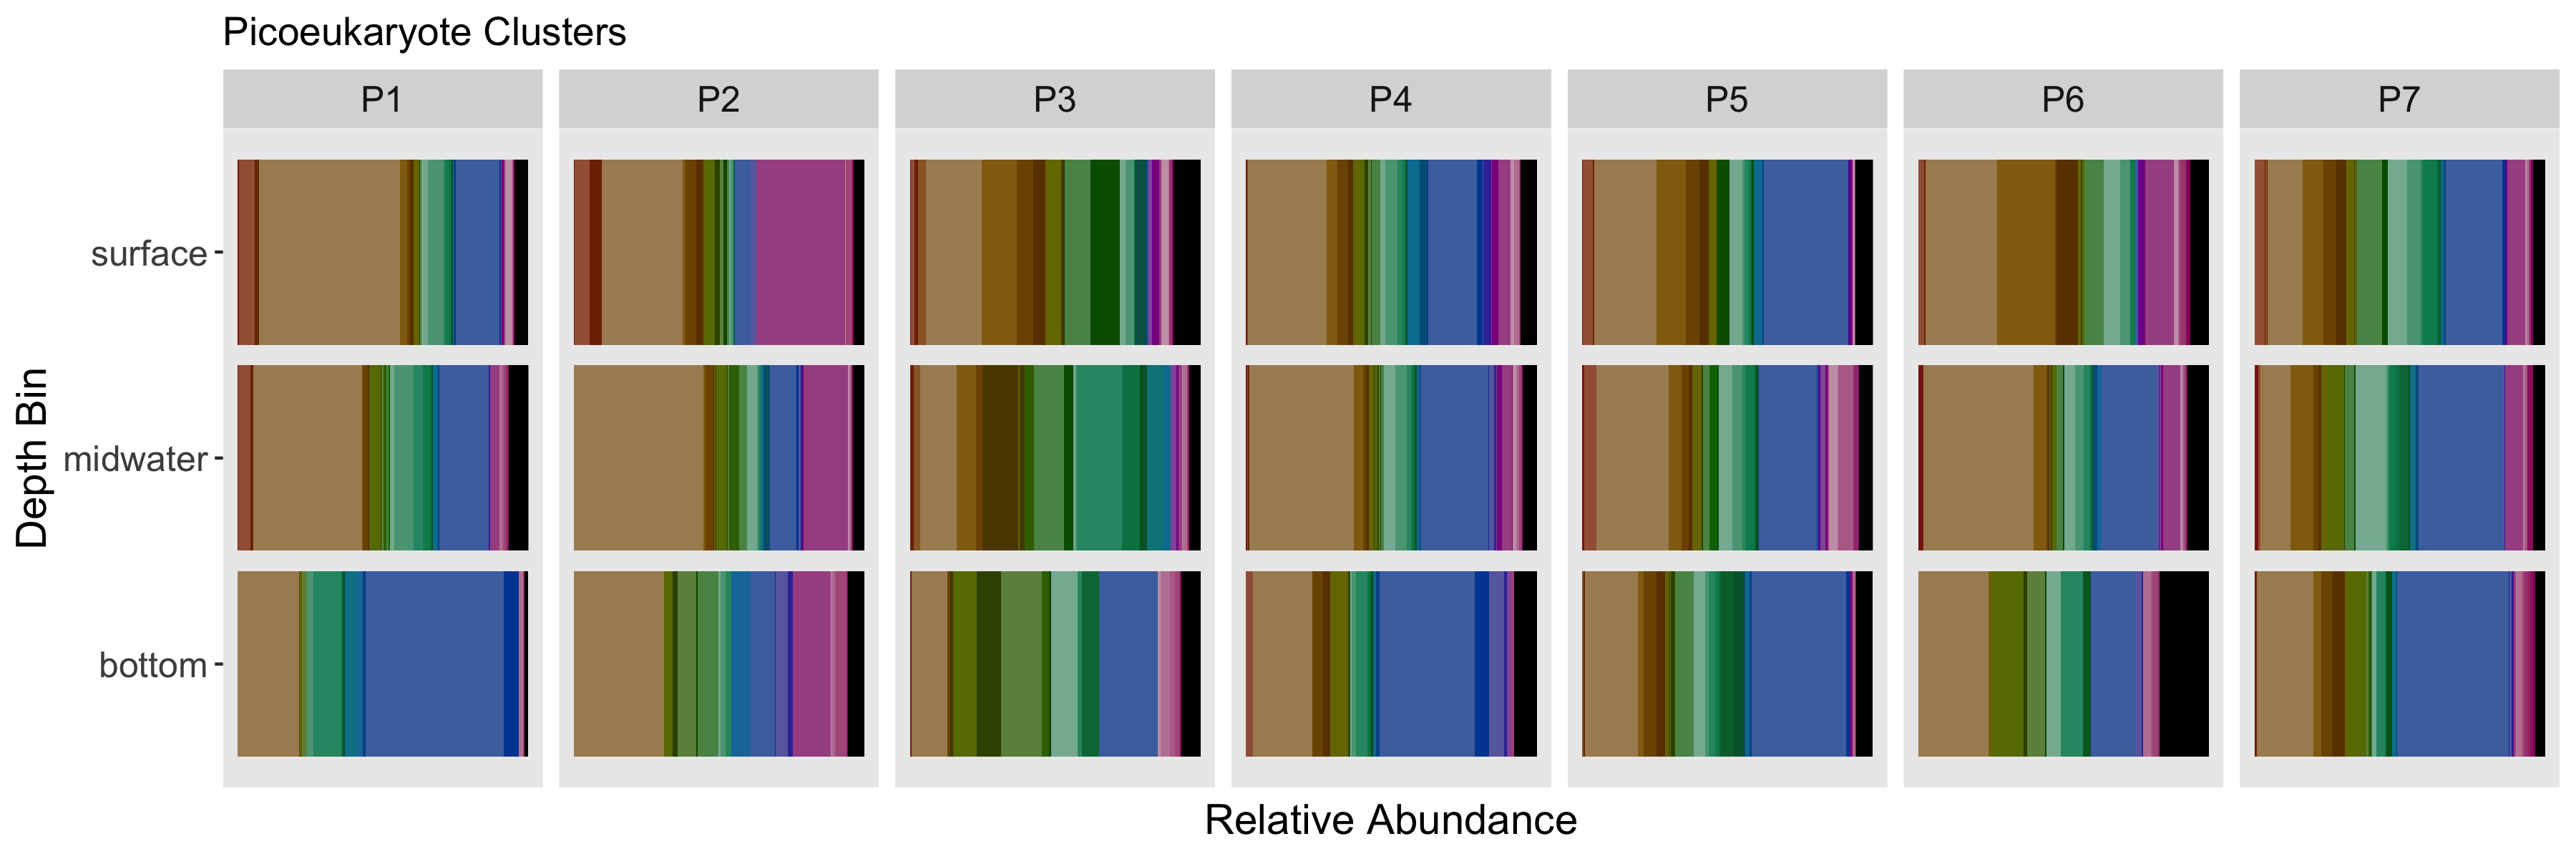 Picoeukaryote Clusters
P1 P2 P3 P4 P5 P6 P7
surface
midwater
bottom
Depth Bin
Relative Abundance